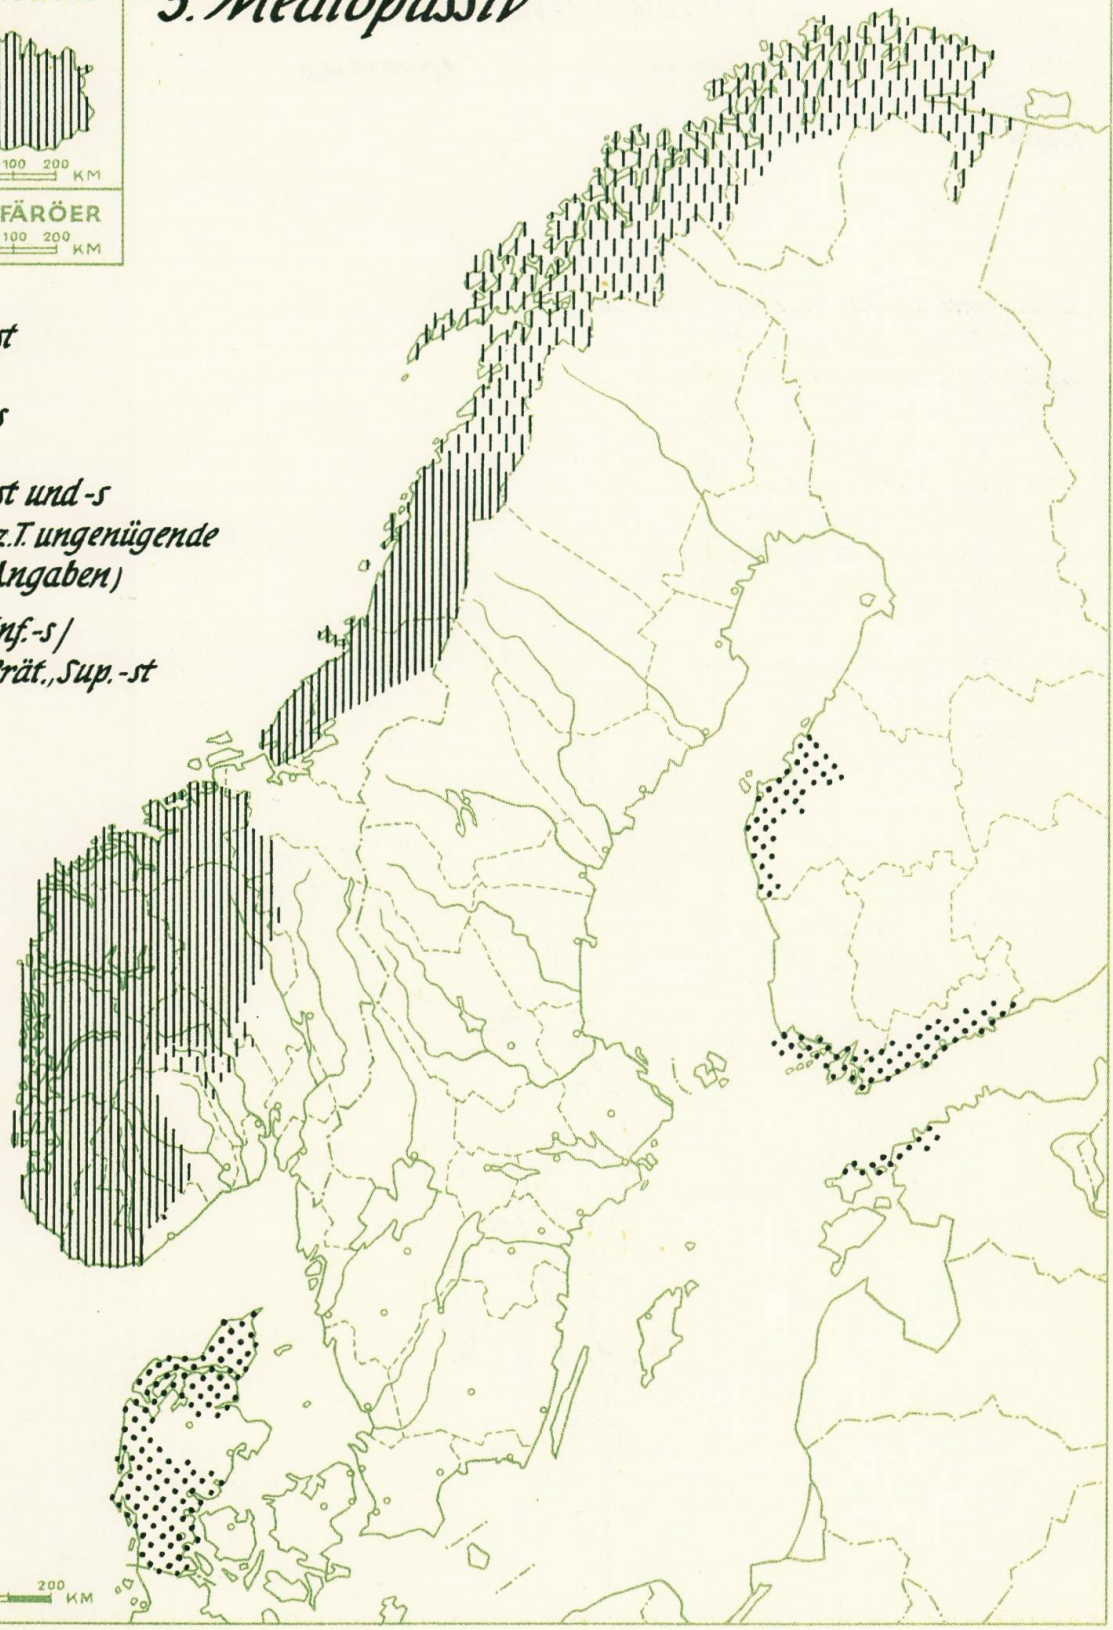 5. Mediopassiv
100 200
KM
FÄRÖER
100 200
KM
st
s
st und -s
z.T. ungenügende
Angaben)
nf.-s/
rät., Sup.-st
200
KM